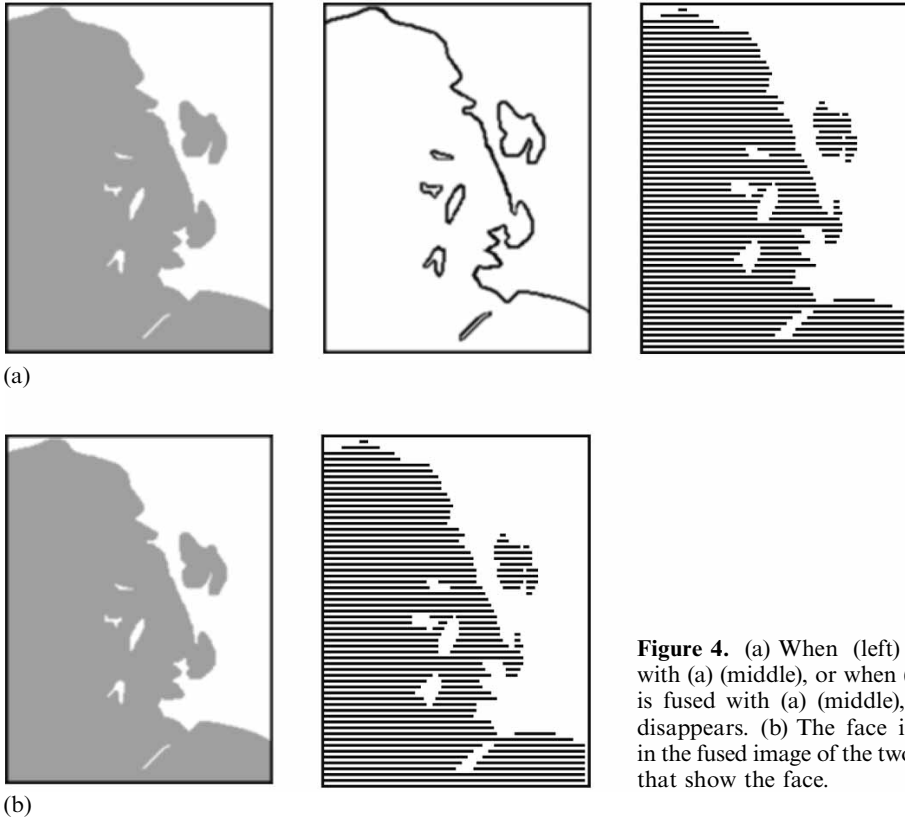 (a)
(b)
Figure 4. (a) When (left)
with (a) (middle), or when
is fused with (a) (middle),
disappears. (b) The face
in the fused image of the two
that show the face.